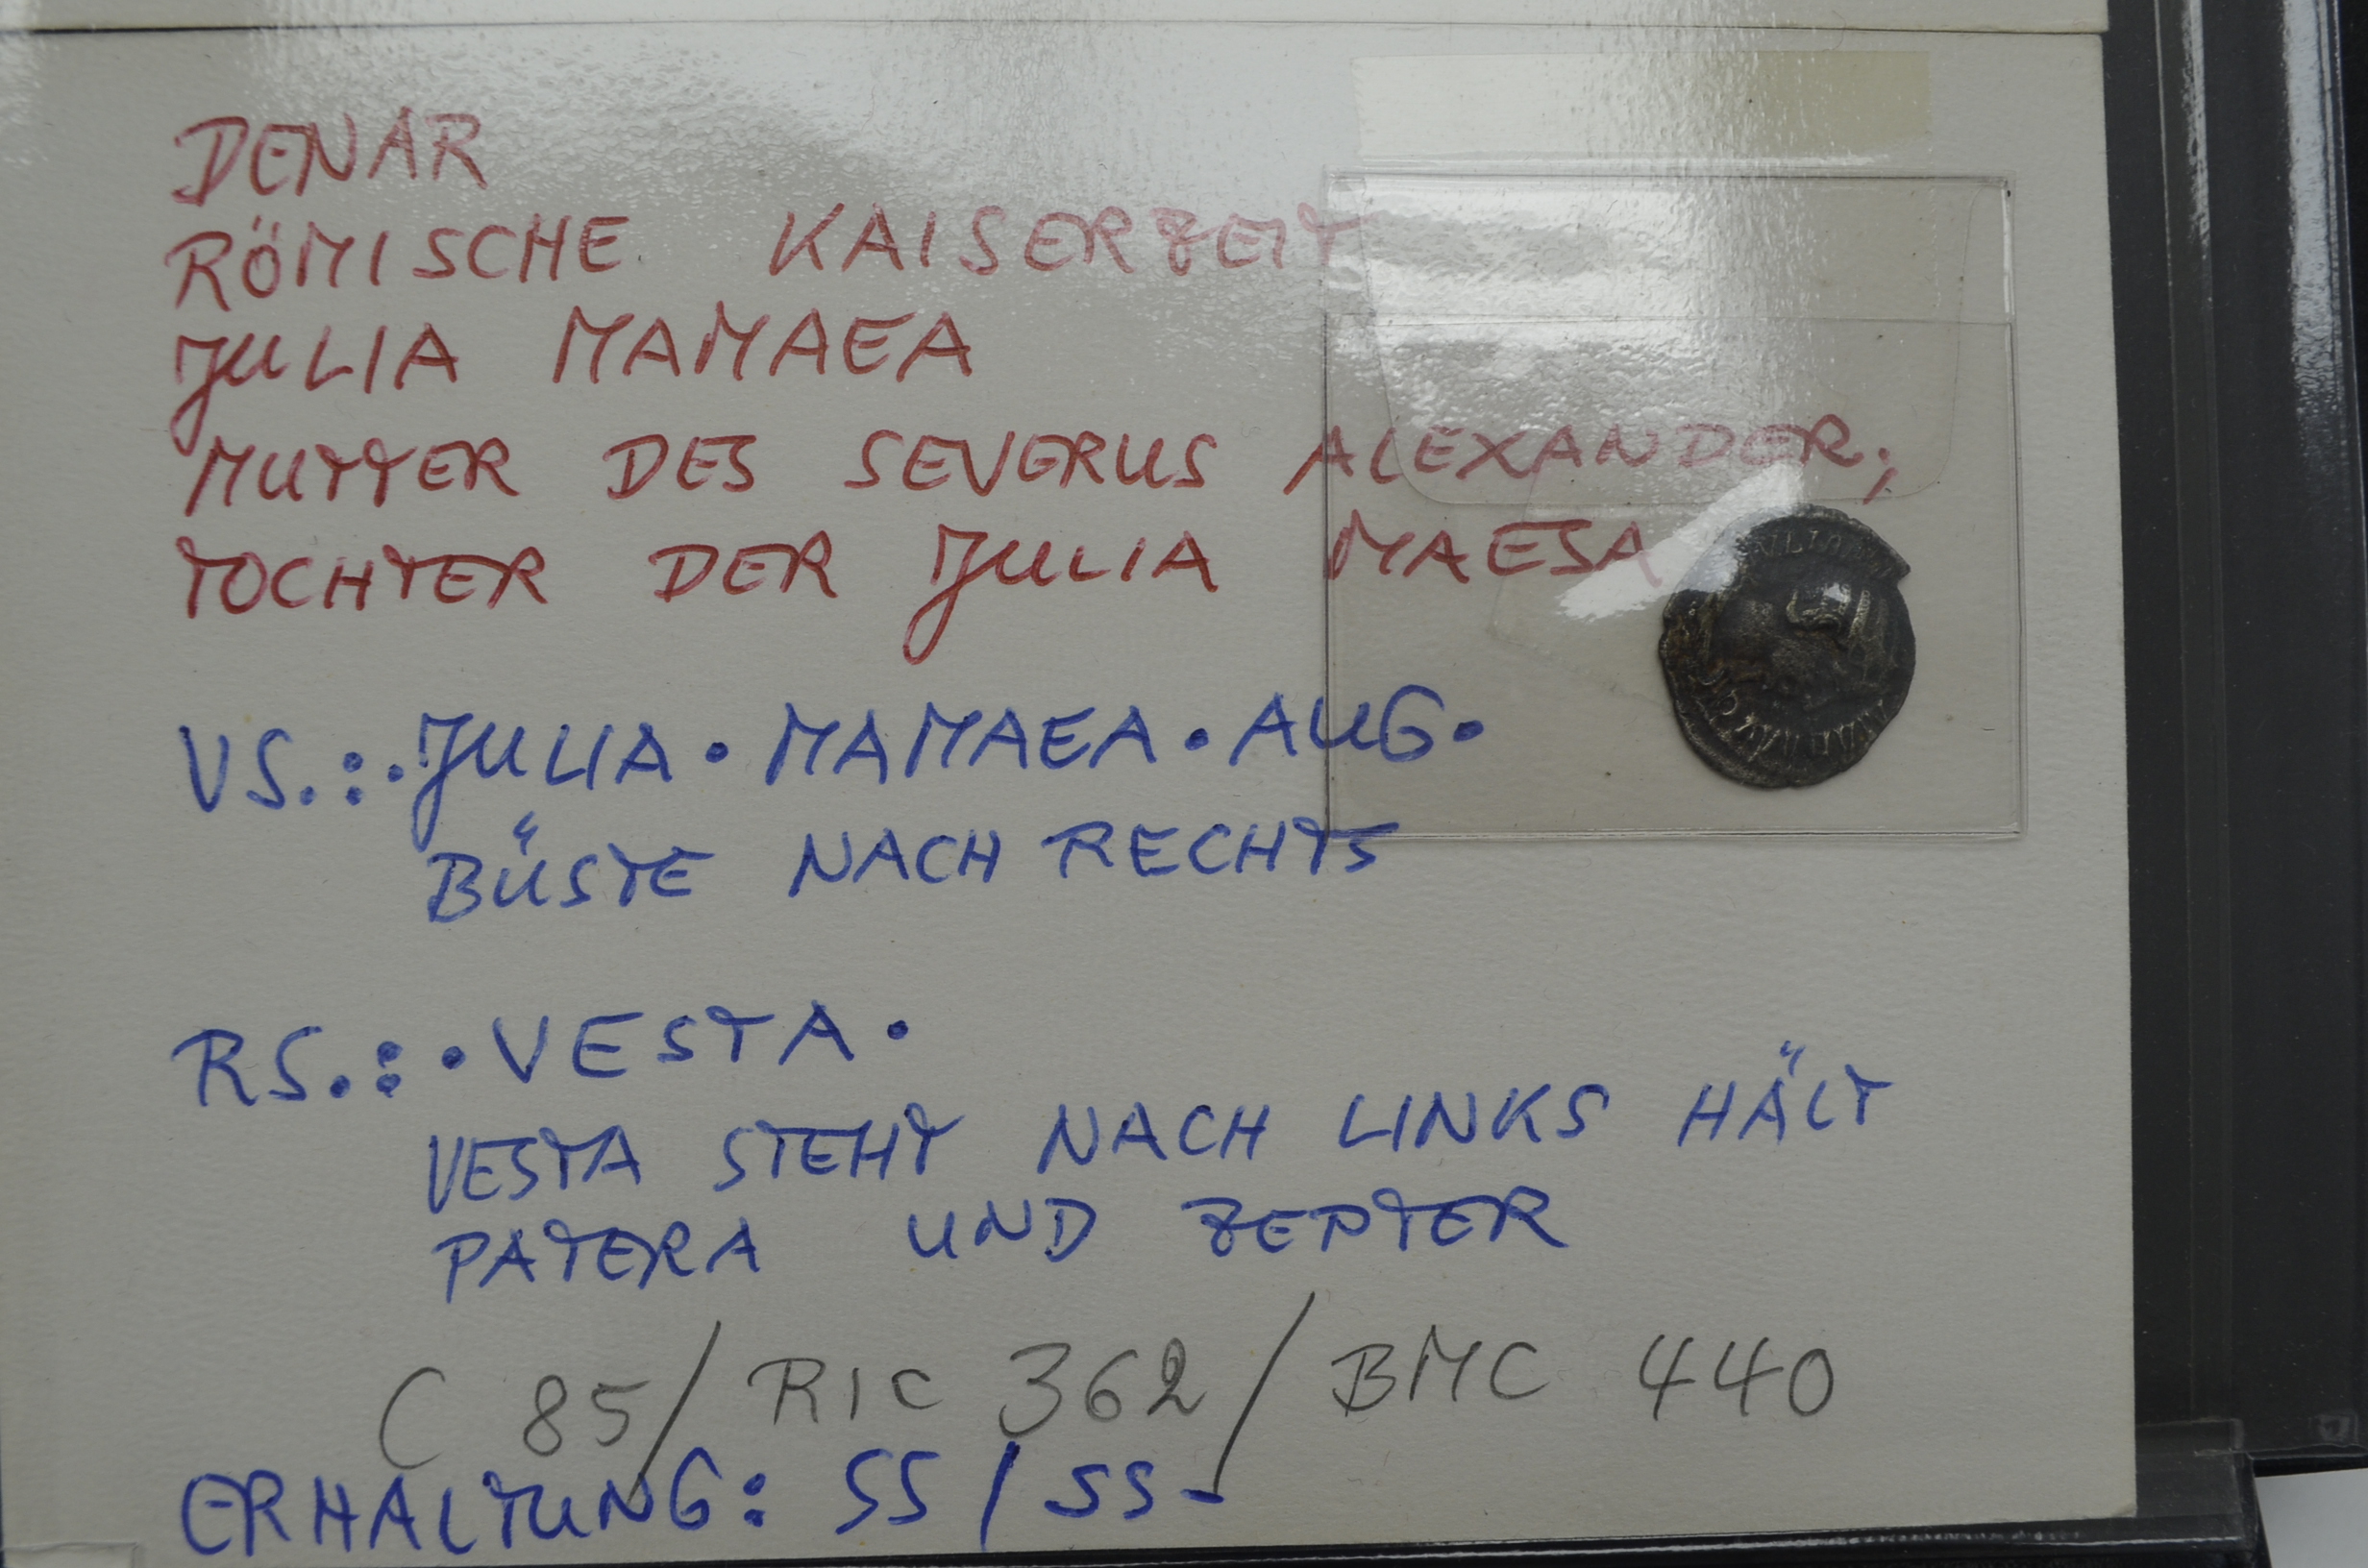 DENAR
RÖMISCHE KAISERZEIT
JULIA MAMAEA
MUTTER DES SEVERUS ALEXANDER;
TOCHTER DER JULIA MAESA
VS.: ·JULIA·MAMAEA·AUG·
BÜSTE NACH RECHTS
RS.: ·VESTA·
VESTA STEHT NACH LINKS HÄLT
PATERA UND ZEPTER
C 85/ RIC 362/ BMC 440
ERHALTUNG: SS/SS-